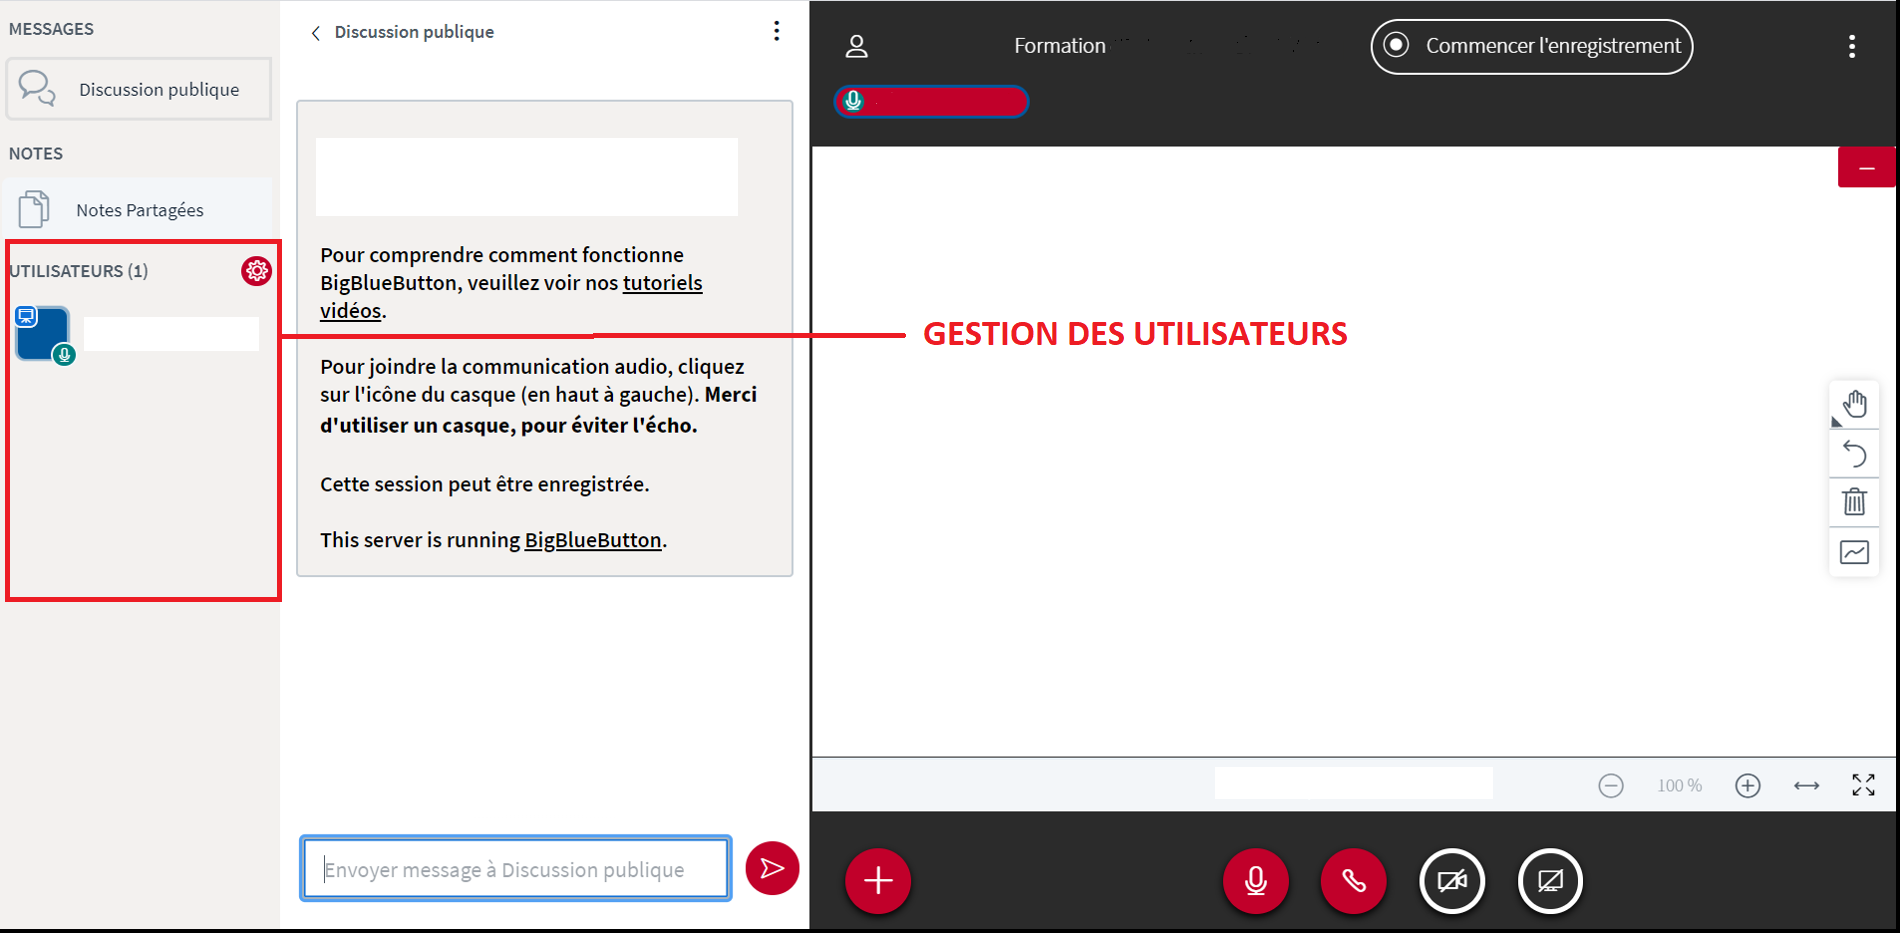 MESSAGES
Discussion publique
NOTES
Notes Partagées
UTILISATEURS (1)
Discussion publique
Pour comprendre comment fonctionne
BigBlueButton, veuillez voir nos tutoriels
vidéos.
Pour joindre la communication audio, cliquez
sur l'icône du casque (en haut à gauche). Merci
d'utiliser un casque, pour éviter l'écho.
Cette session peut être enregistrée.
This server is running BigBlueButton.
Envoyer message à Discussion publique
Formation
Commencer l'enregistrement
GESTION DES UTILISATEURS
100 %